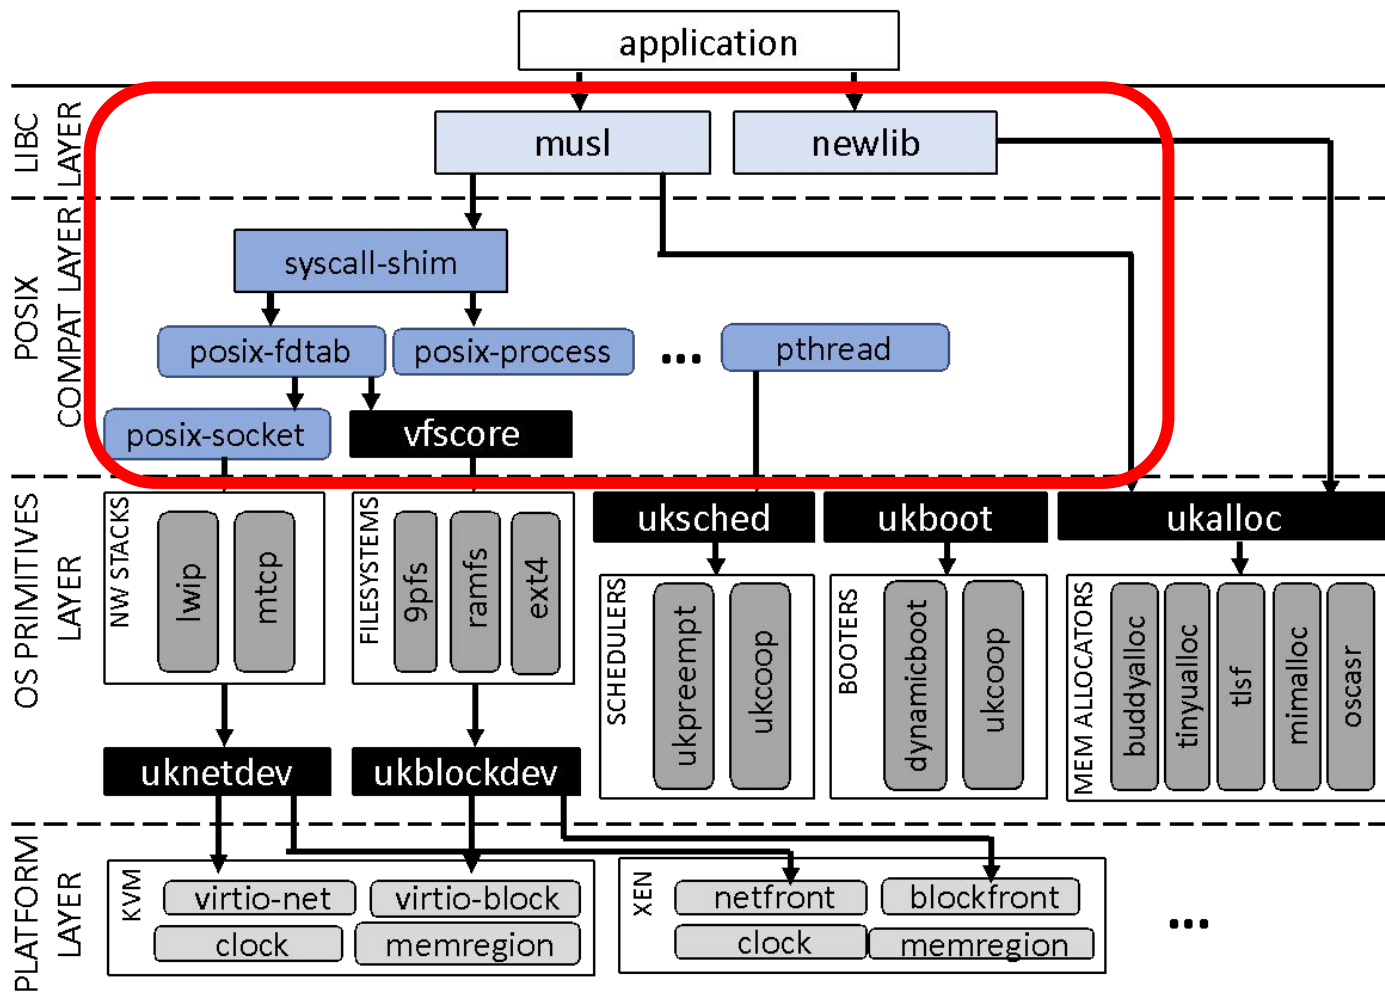 application
LIBC
LAYER
musl
newlib
POSIX
COMPAT LAYER
syscall-shim
posix-fdtab
posix-process
...
pthread
posix-socket
vfscore
OS PRIMITIVES
LAYER
NW STACKS
lwip
mtcp
FILESYSTEMS
9pfs
ramfs
ext4
uksched
ukboot
ukalloc
SCHEDULERS
ukpreempt
ukcoop
BOOTERS
dynamicboot
ukcoop
MEM ALLOCATORS
buddyalloc
tinyualloc
tlsf
mimalloc
oscasr
uknetdev
ukblockdev
PLATFORM
LAYER
KVM
virtio-net
virtio-block
clock
memregion
XEN
netfront
blockfront
clock
memregion
...